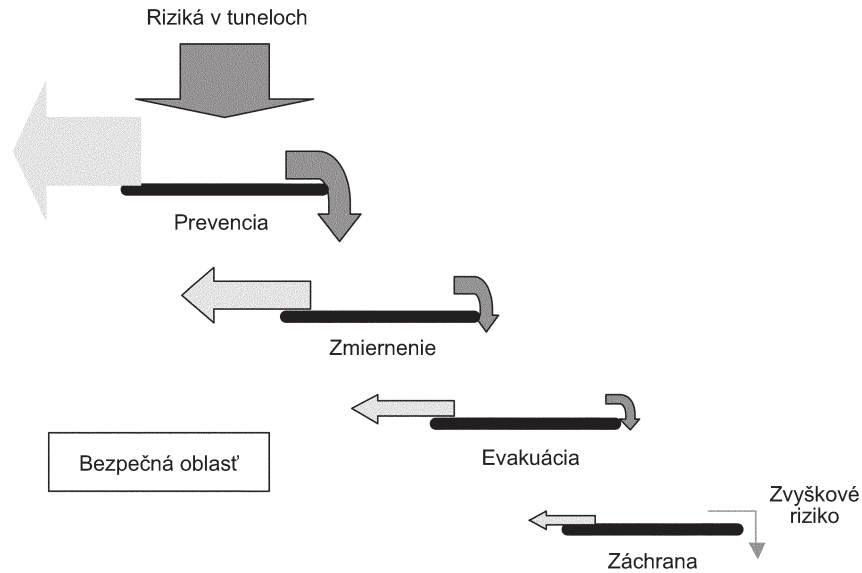 Riziká v tuneloch
Prevencia
Zmiernenie
Evakuácia
Bezpečná oblasť
Zvyškové
riziko
Záchrana